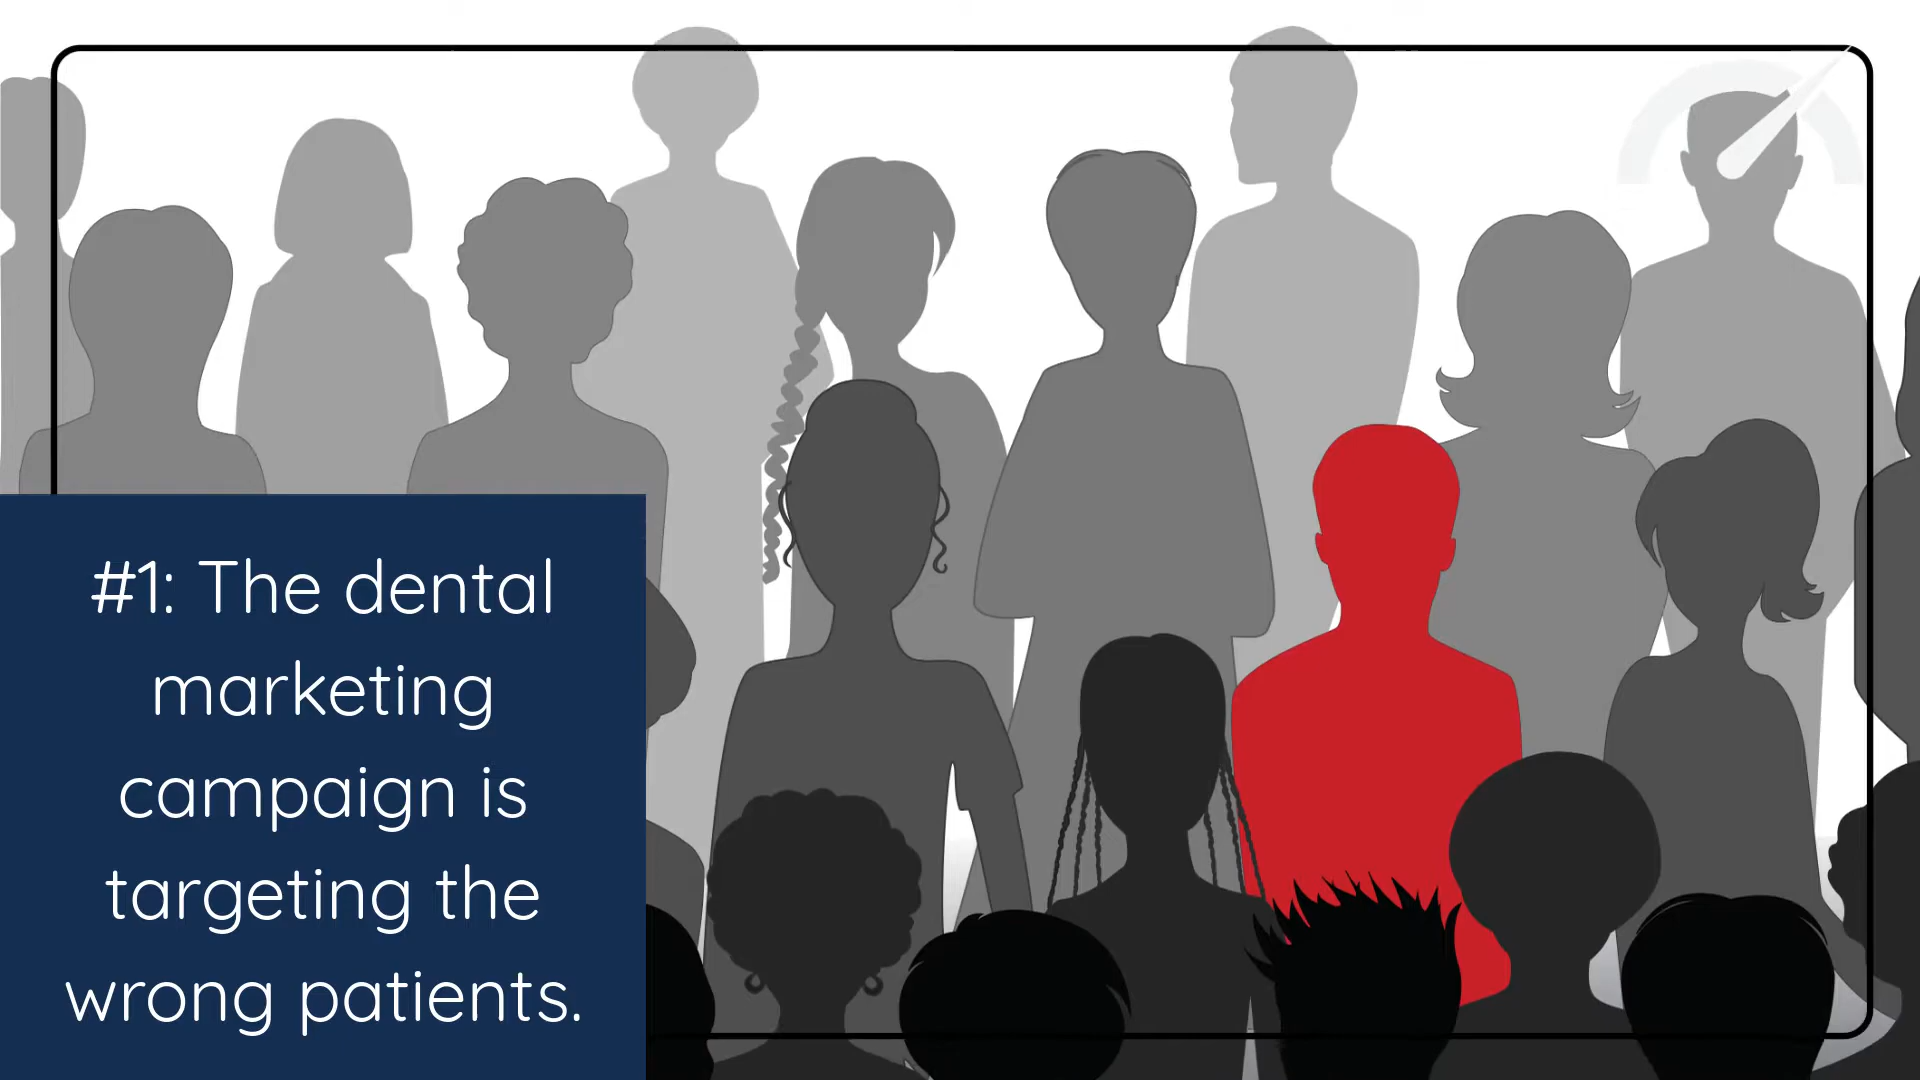 #1: The dental
marketing
campaign is
targeting the
wrong patients.